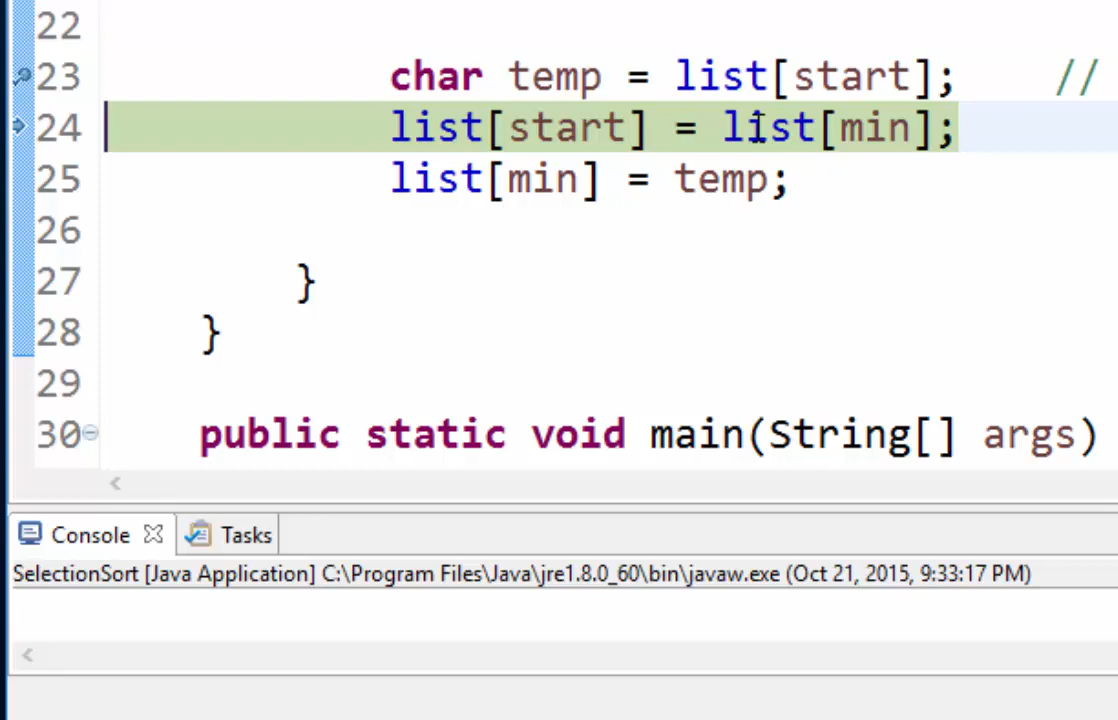 22
23 char temp = list[start]; //
24 list[start] = list[min];
25 list[min] = temp;
26
27 }
28 }
29
30 public static void main(String[] args)
Console Tasks
SelectionSort [Java Application] C:\Program Files\Java\jre1.8.0_60\bin\javaw.exe (Oct 21, 2015, 9:33:17 PM)